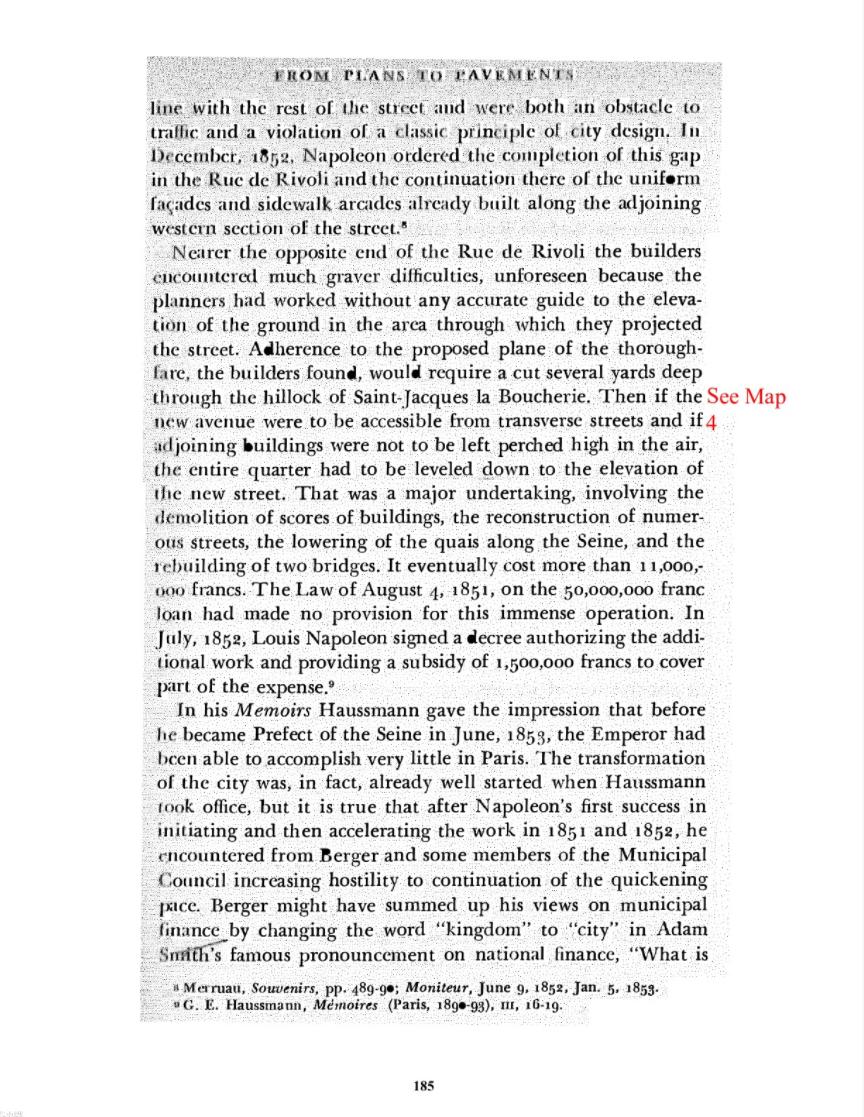 FROM PLANS TO PAVEMENTS
line with the rest of the street and were both an obstacle to
traffic and a violation of a classic principle of city design. In
December, 1852, Napoleon ordered the completion of this gap
in the Rue de Rivoli and the continuation there of the uniform
façades and sidewalk arcades already built along the adjoining
western section of the street.⁸
Nearer the opposite end of the Rue de Rivoli the builders
encountered much graver difficulties, unforeseen because the
planners had worked without any accurate guide to the eleva-
tion of the ground in the area through which they projected
the street. Adherence to the proposed plane of the thorough-
fare, the builders found, would require a cut several yards deep
through the hillock of Saint-Jacques la Boucherie. Then if the See Map
new avenue were to be accessible from transverse streets and if 4
adjoining buildings were not to be left perched high in the air,
the entire quarter had to be leveled down to the elevation of
the new street. That was a major undertaking, involving the
demolition of scores of buildings, the reconstruction of numer-
ous streets, the lowering of the quais along the Seine, and the
rebuilding of two bridges. It eventually cost more than 11,000,-
000 francs. The Law of August 4, 1851, on the 50,000,000 franc
loan had made no provision for this immense operation. In
July, 1852, Louis Napoleon signed a decree authorizing the addi-
tional work and providing a subsidy of 1,500,000 francs to cover
part of the expense.⁹
In his Memoirs Haussmann gave the impression that before
he became Prefect of the Seine in June, 1853, the Emperor had
been able to accomplish very little in Paris. The transformation
of the city was, in fact, already well started when Haussmann
took office, but it is true that after Napoleon's first success in
initiating and then accelerating the work in 1851 and 1852, he
encountered from Berger and some members of the Municipal
Council increasing hostility to continuation of the quickening
pace. Berger might have summed up his views on municipal
finance by changing the word "kingdom" to "city" in Adam
Smith's famous pronouncement on national finance, "What is
⁸ Merruau, Souvenirs, pp. 489-90; Moniteur, June 9, 1852, Jan. 5, 1853.
⁹ G. E. Haussmann, Mémoires (Paris, 1890-93), III, 16-19.
185